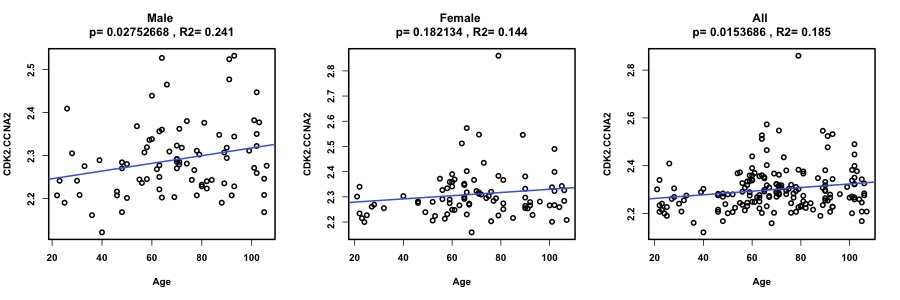 Male
p= 0.02752668 , R2= 0.241
CDK2.CCNA2
2.5
2.4
2.3
2.2
20 40 60 80 100
Age
Female
p= 0.182134 , R2= 0.144
CDK2.CCNA2
2.8
2.7
2.6
2.5
2.4
2.3
2.2
20 40 60 80 100
Age
All
p= 0.0153686 , R2= 0.185
CDK2.CCNA2
2.8
2.6
2.4
2.2
20 40 60 80 100
Age